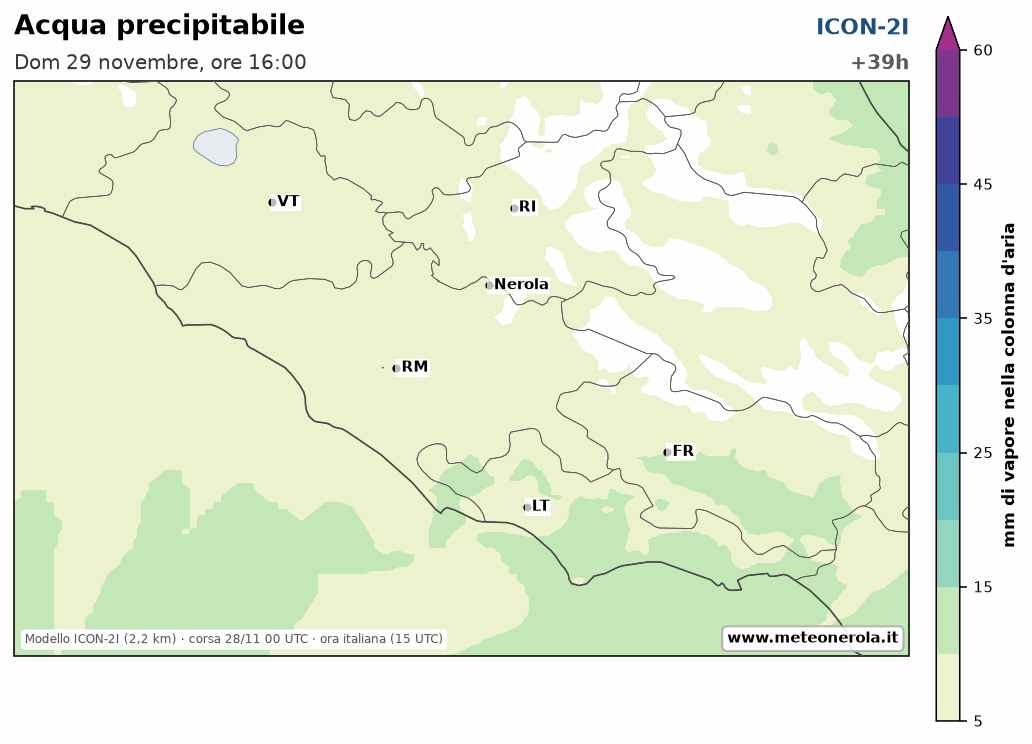 Acqua precipitabile
ICON-2I
Dom 29 novembre, ore 16:00
+39h
60
45
35
25
15
5
mm di vapore nella colonna d'aria
VT
RI
Nerola
RM
FR
LT
Modello ICON-2I (2,2 km) · corsa 28/11 00 UTC · ora italiana (15 UTC)
www.meteonerola.it